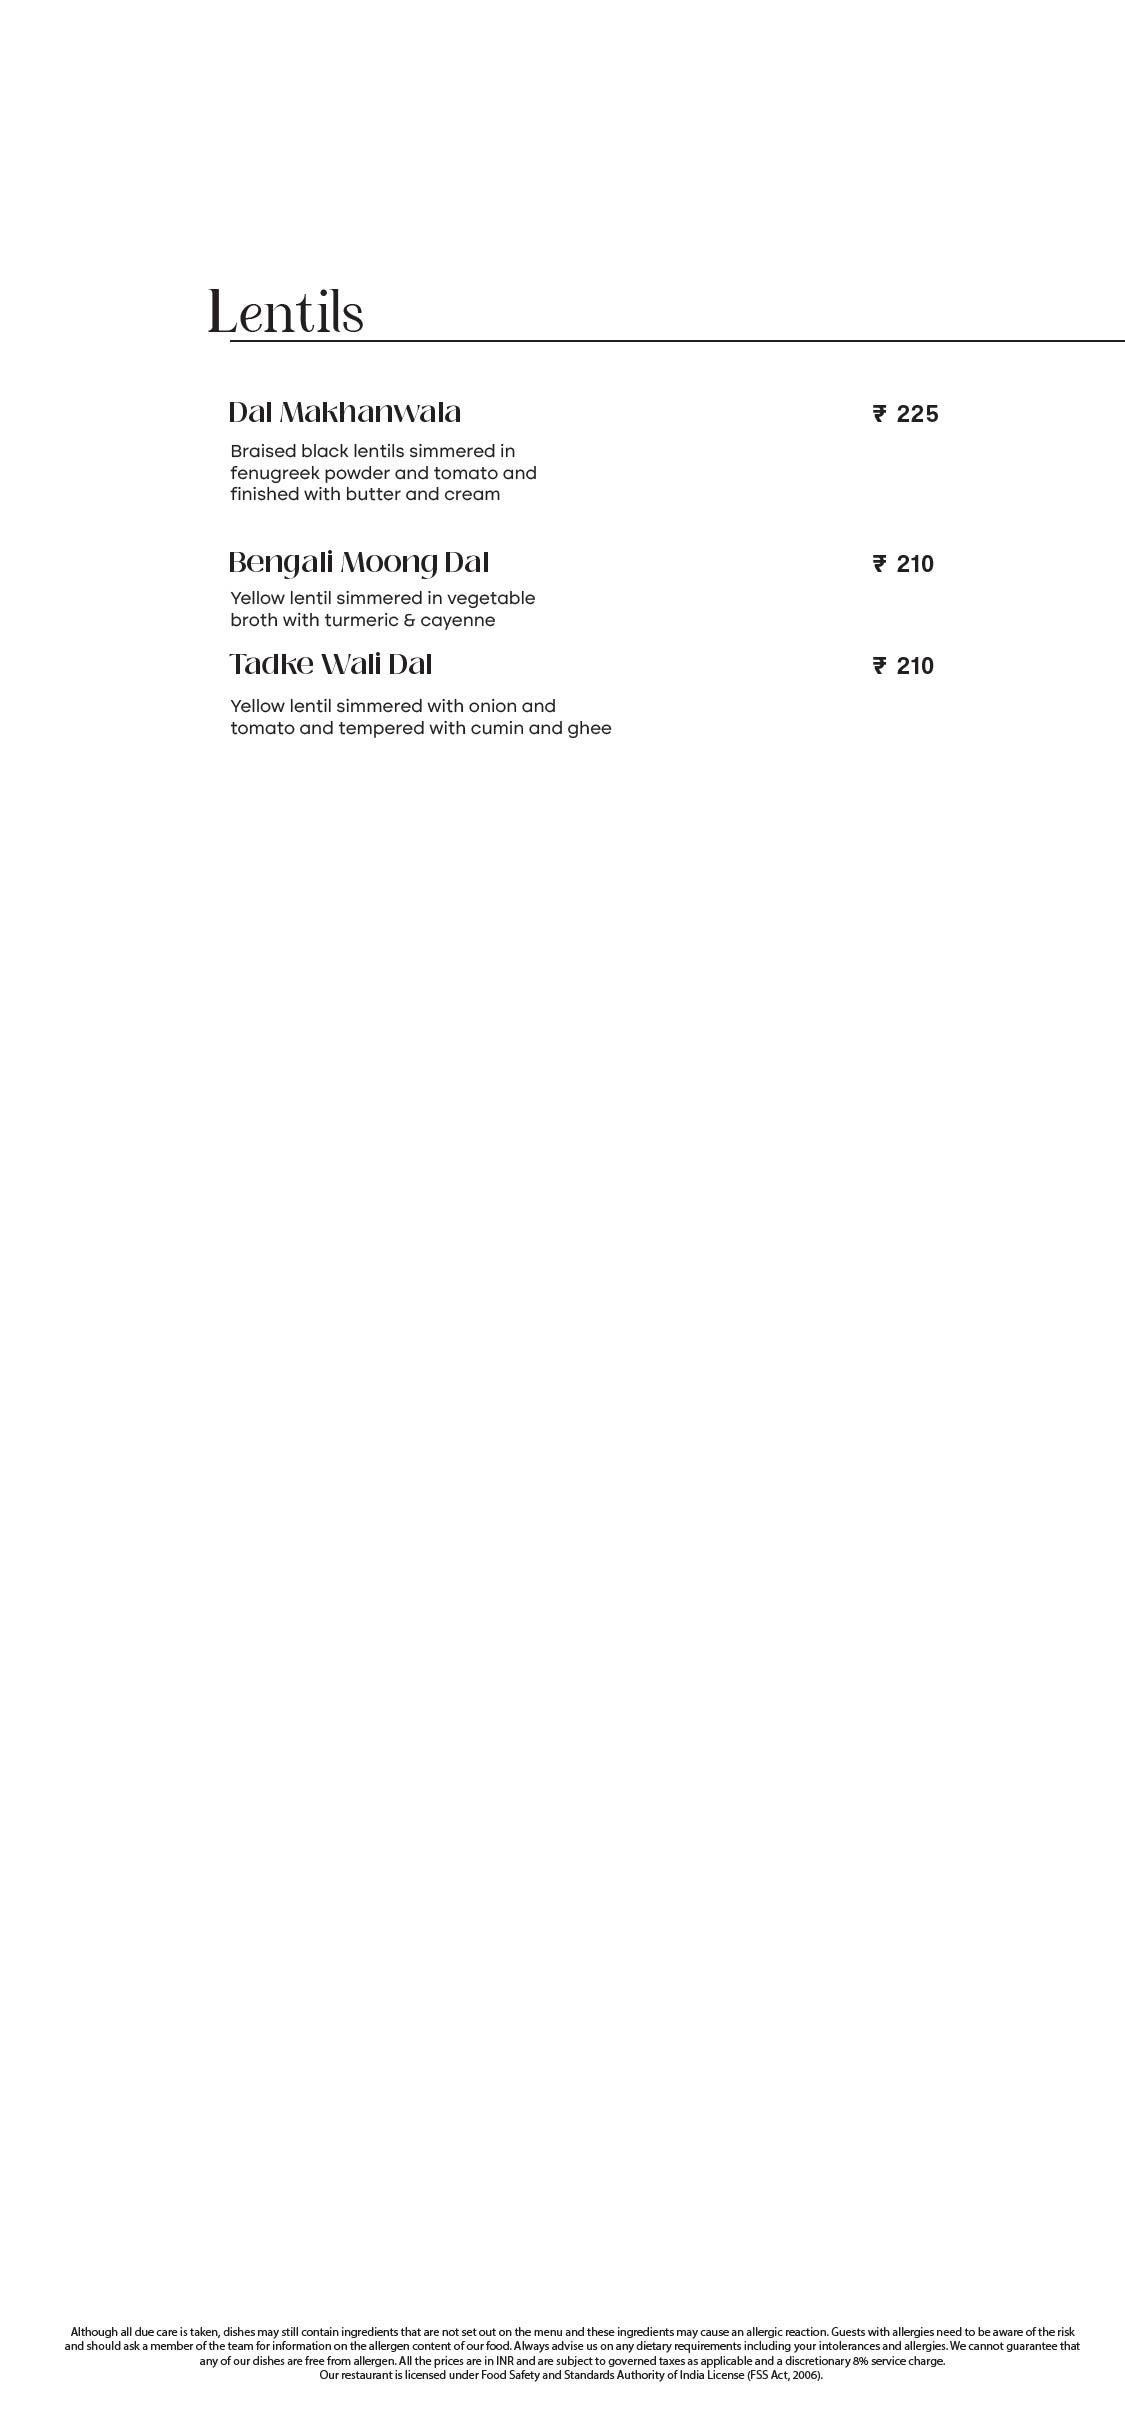 Lentils
Dal Makhanwala ₹ 225
Braised black lentils simmered in
fenugreek powder and tomato and
finished with butter and cream
Bengali Moong Dal ₹ 210
Yellow lentil simmered in vegetable
broth with turmeric & cayenne
Tadke Wali Dal ₹ 210
Yellow lentil simmered with onion and
tomato and tempered with cumin and ghee
Although all due care is taken, dishes may still contain ingredients that are not set out on the menu and these ingredients may cause an allergic reaction. Guests with allergies need to be aware of the risk
and should ask a member of the team for information on the allergen content of our food. Always advise us on any dietary requirements including your intolerances and allergies. We cannot guarantee that
any of our dishes are free from allergen. All the prices are in INR and are subject to governed taxes as applicable and a discretionary 8% service charge.
Our restaurant is licensed under Food Safety and Standards Authority of India License (FSS Act, 2006).